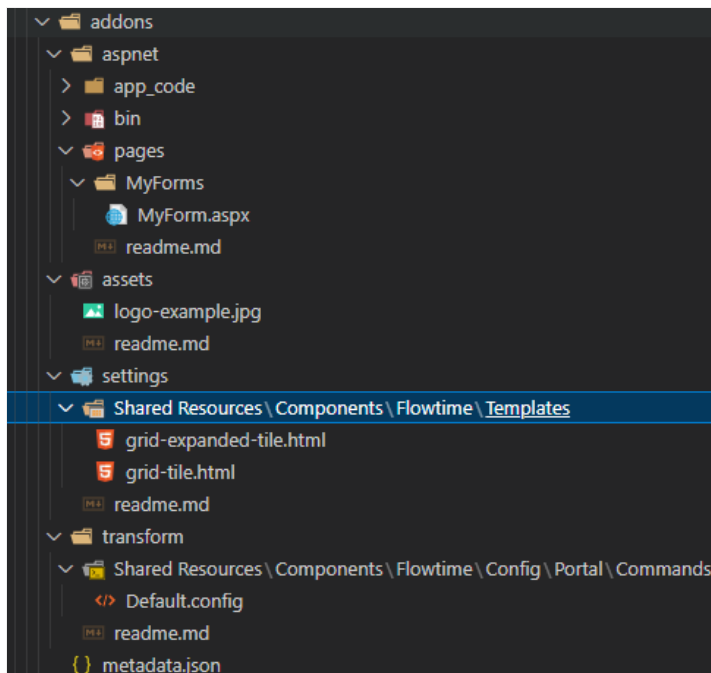 addons
aspnet
app_code
bin
pages
MyForms
MyForm.aspx
readme.md
assets
logo-example.jpg
readme.md
settings
Shared Resources\Components\Flowtime\Templates
grid-expanded-tile.html
grid-tile.html
readme.md
transform
Shared Resources\Components\Flowtime\Config\Portal\Commands
Default.config
readme.md
{} metadata.json